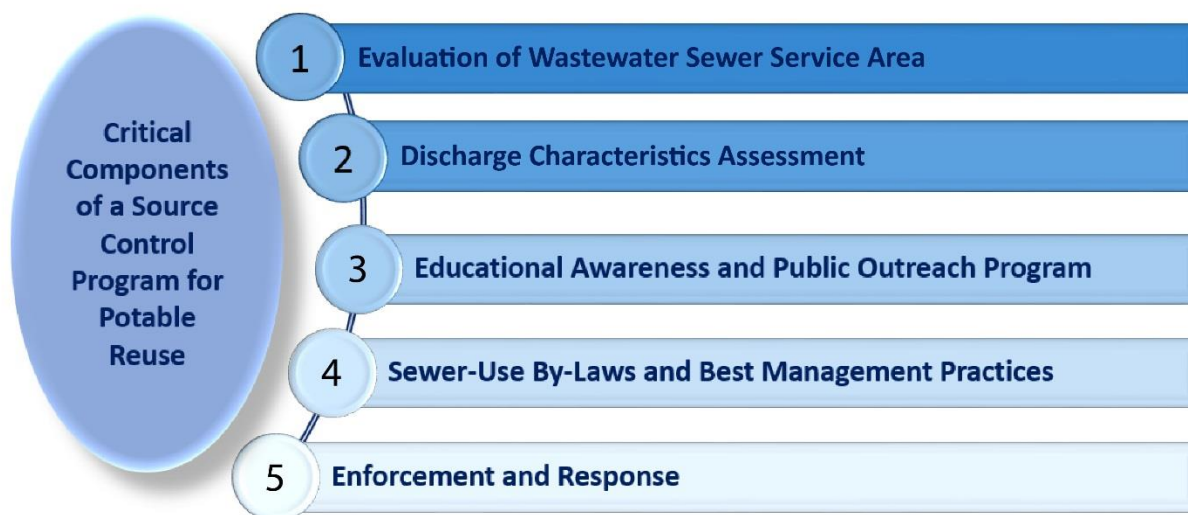 Critical
Components
of a Source
Control
Program for
Potable
Reuse
1 Evaluation of Wastewater Sewer Service Area
2 Discharge Characteristics Assessment
3 Educational Awareness and Public Outreach Program
4 Sewer-Use By-Laws and Best Management Practices
5 Enforcement and Response